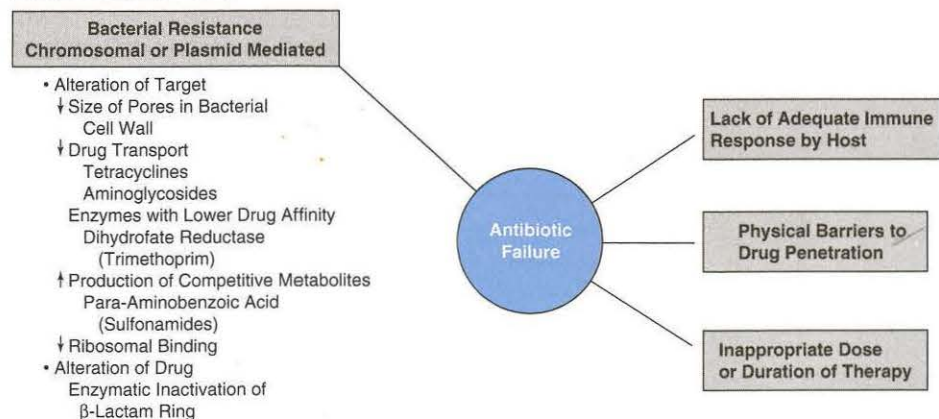 Bacterial Resistance
Chromosomal or Plasmid Mediated
• Alteration of Target
↓ Size of Pores in Bacterial
Cell Wall
↓ Drug Transport
Tetracyclines
Aminoglycosides
Enzymes with Lower Drug Affinity
Dihydrofate Reductase
(Trimethoprim)
↑ Production of Competitive Metabolites
Para-Aminobenzoic Acid
(Sulfonamides)
↓ Ribosomal Binding
• Alteration of Drug
Enzymatic Inactivation of
β-Lactam Ring
Antibiotic
Failure
Lack of Adequate Immune
Response by Host
Physical Barriers to
Drug Penetration
Inappropriate Dose
or Duration of Therapy